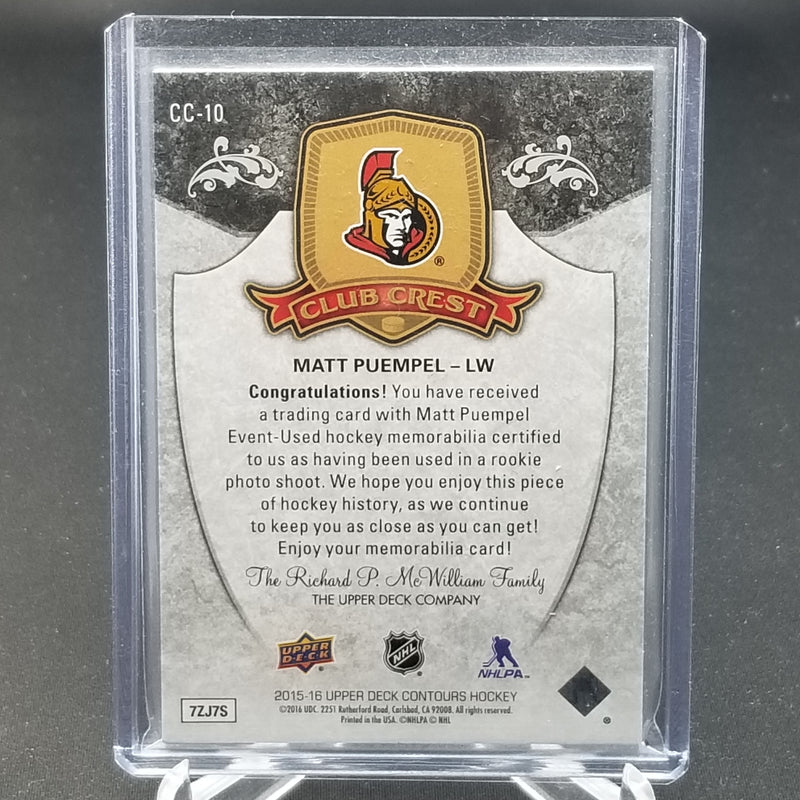 CC-10
®
CLUB CREST
MATT PUEMPEL – LW
Congratulations! You have received
a trading card with Matt Puempel
Event-Used hockey memorabilia certified
to us as having been used in a rookie
photo shoot. We hope you enjoy this piece
of hockey history, as we continue
to keep you as close as you can get!
Enjoy your memorabilia card!
The Richard P. McWilliam Family
THE UPPER DECK COMPANY
UPPER DECK
NHL
NHLPA™
2015-16 UPPER DECK CONTOURS HOCKEY
7ZJ7S
©2016 UDC. 2251 Rutherford Road, Carlsbad, CA 92008. All rights reserved.
Printed in the USA. ©NHLPA © NHL
®